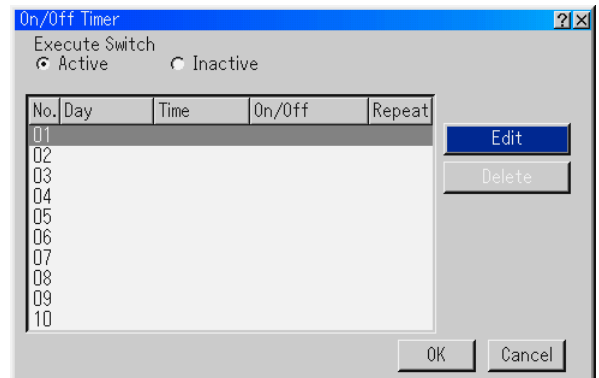 On/Off Timer ? ×
Execute Switch
Active Inactive
No. Day Time On/Off Repeat
01
02
03
04
05
06
07
08
09
10
Edit
Delete
OK Cancel